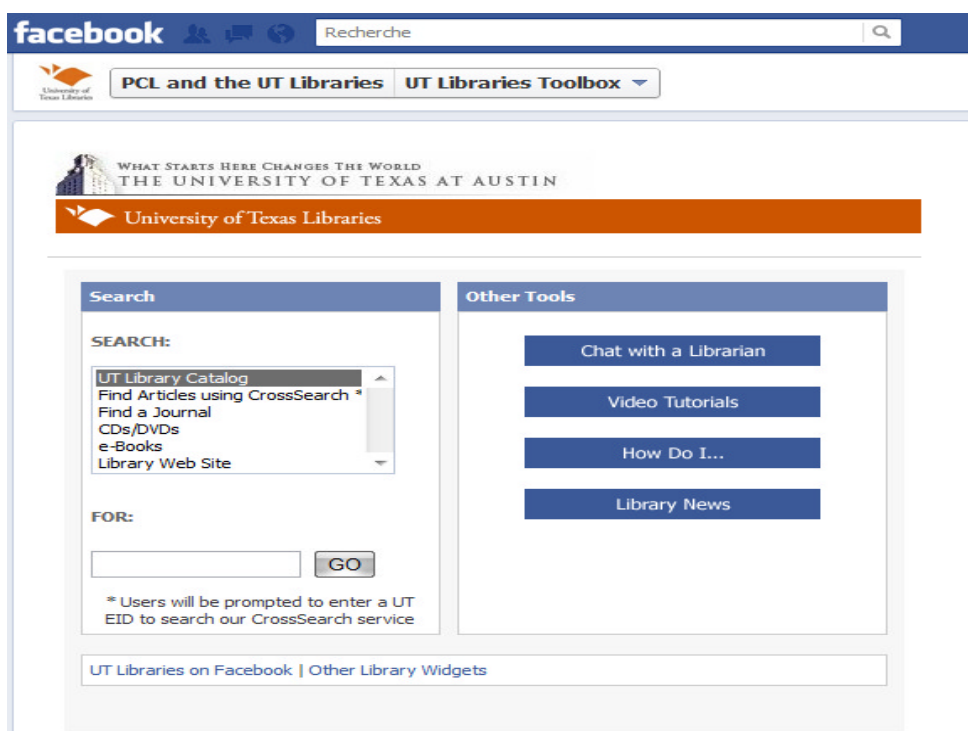 facebook Recherche
University of
Texas Libraries
PCL and the UT Libraries UT Libraries Toolbox
WHAT STARTS HERE CHANGES THE WORLD
THE UNIVERSITY OF TEXAS AT AUSTIN
University of Texas Libraries
Search
SEARCH:
UT Library Catalog
Find Articles using CrossSearch *
Find a Journal
CDs/DVDs
e-Books
Library Web Site
FOR:
GO
* Users will be prompted to enter a UT
EID to search our CrossSearch service
Other Tools
Chat with a Librarian
Video Tutorials
How Do I...
Library News
UT Libraries on Facebook | Other Library Widgets